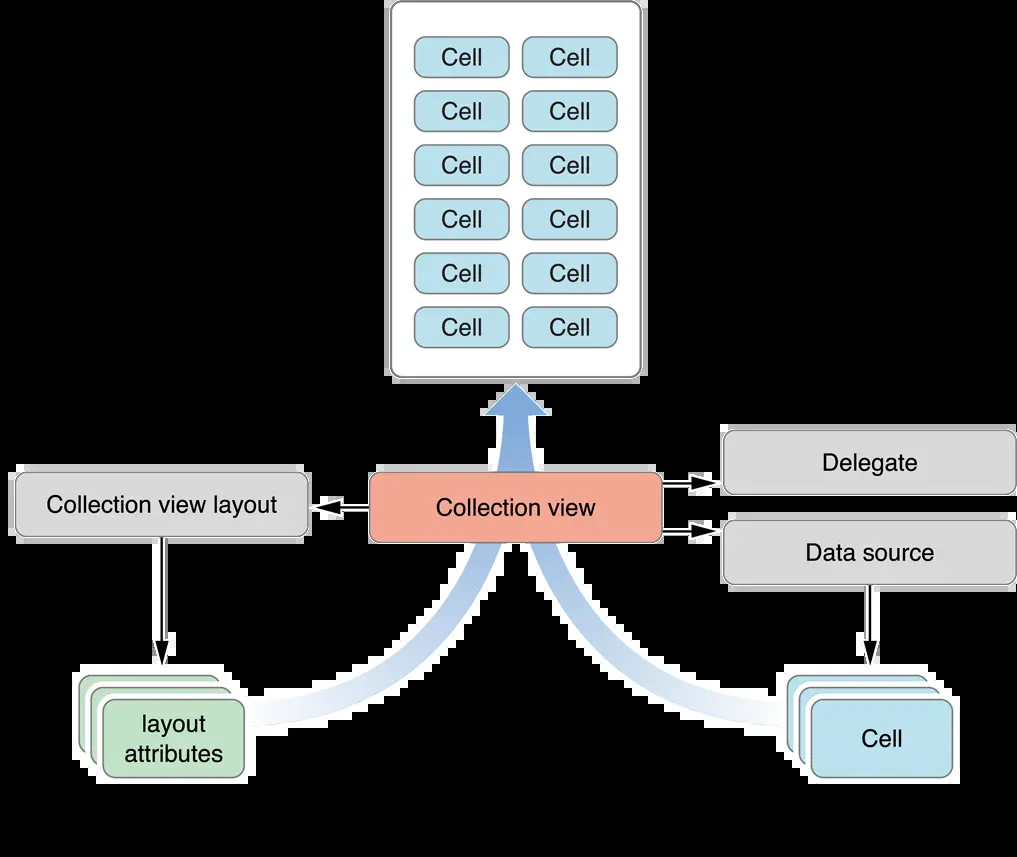 Cell Cell
Cell Cell
Cell Cell
Cell Cell
Cell Cell
Cell Cell
Delegate
Collection view layout
Collection view
Data source
layout
attributes
Cell